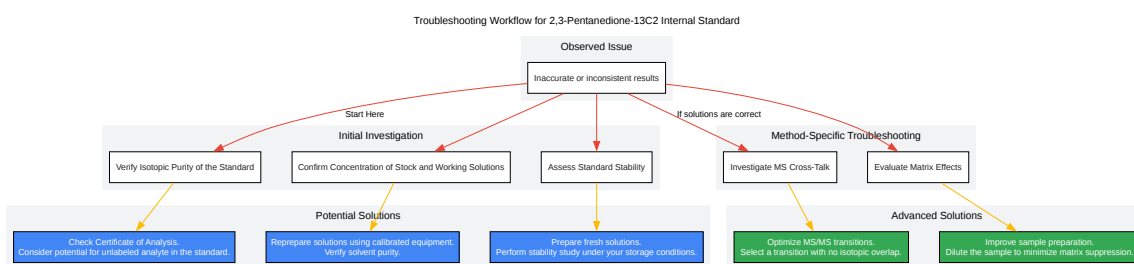 Troubleshooting Workflow for 2,3-Pentanedione-13C2 Internal Standard
Observed Issue
Inaccurate or inconsistent results
Start Here
If solutions are correct
Initial Investigation
Method-Specific Troubleshooting
Verify Isotopic Purity of the Standard
Confirm Concentration of Stock and Working Solutions
Assess Standard Stability
Investigate MS Cross-Talk
Evaluate Matrix Effects
Potential Solutions
Advanced Solutions
Check Certificate of Analysis.
Consider potential for unlabeled analyte in the standard.
Reprepare solutions using calibrated equipment.
Verify solvent purity.
Prepare fresh solutions.
Perform stability study under your storage conditions.
Optimize MS/MS transitions.
Select a transition with no isotopic overlap.
Improve sample preparation.
Dilute the sample to minimize matrix suppression.